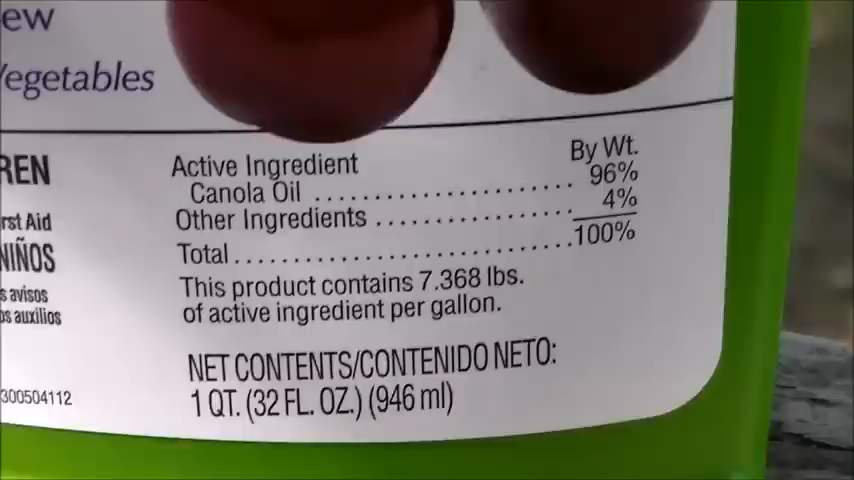 ew
Vegetables
REN
rst Aid
NIÑOS
s avisos
os auxilios
300504112
By Wt.
Active Ingredient
Canola Oil ........................ 96%
Other Ingredients .................. 4%
Total..............................100%
This product contains 7.368 lbs.
of active ingredient per gallon.
NET CONTENTS/CONTENIDO NETO:
1 QT. (32 FL. OZ.) (946 ml)